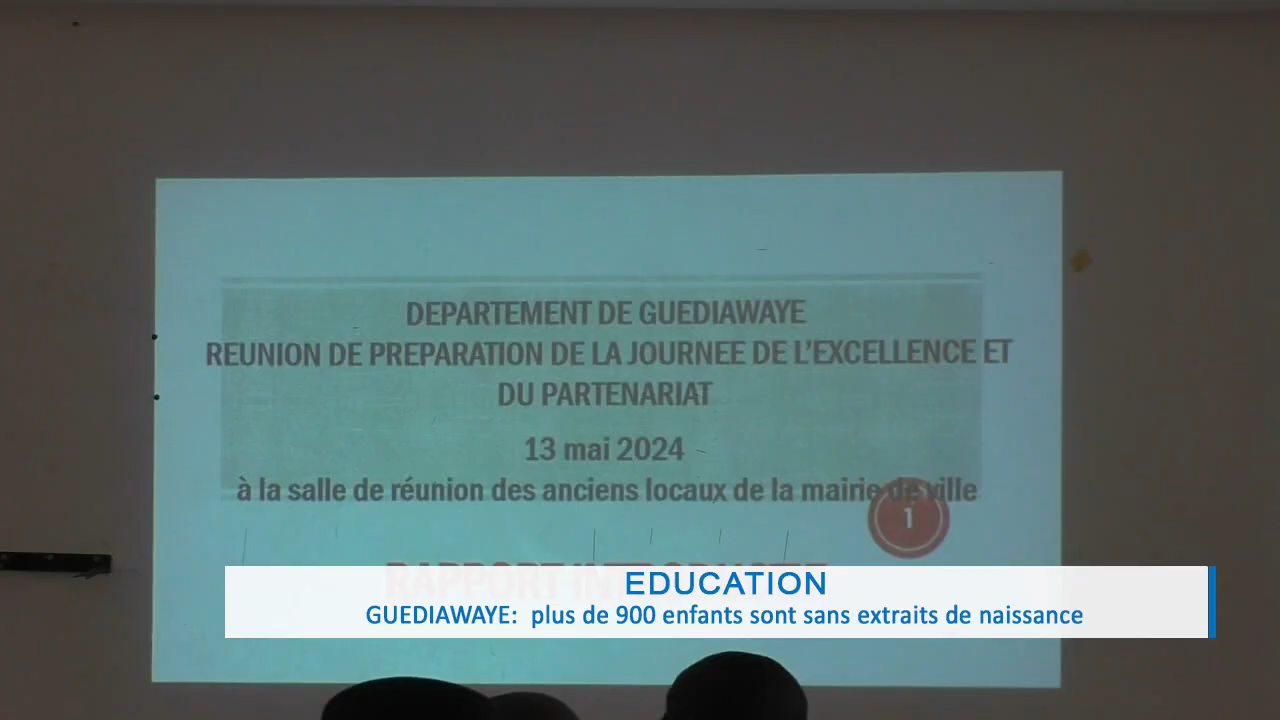 DEPARTEMENT DE GUEDIAWAYE
REUNION DE PREPARATION DE LA JOURNEE DE L'EXCELLENCE ET
DU PARTENARIAT
13 mai 2024
à la salle de réunion des anciens locaux de la mairie de ville
1
RAPPORT
EDUCATION
GUEDIAWAYE: plus de 900 enfants sont sans extraits de naissance